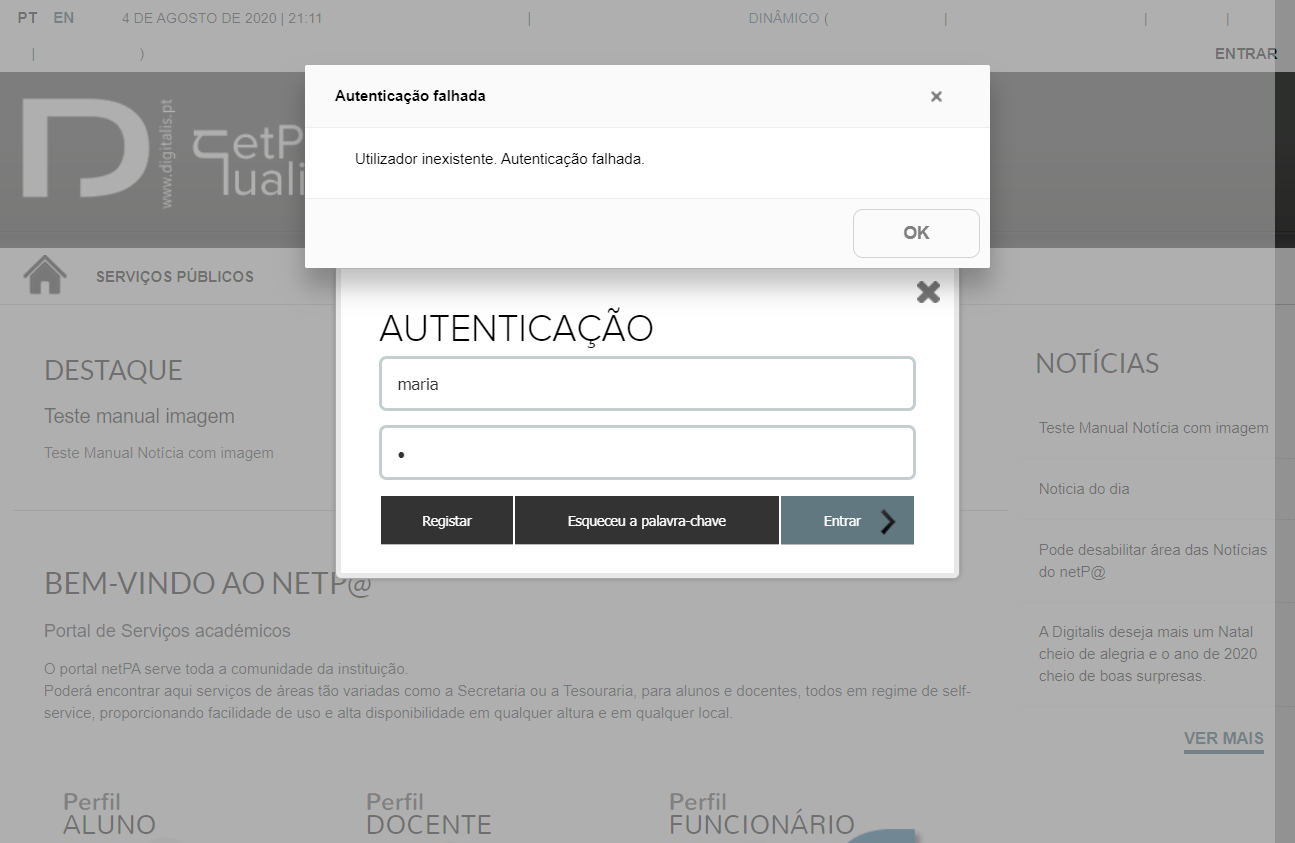 PT EN 4 DE AGOSTO DE 2020 | 21:11 | DINÂMICO ( | | |
| )
ENTRAR
Autenticação falhada
Utilizador inexistente. Autenticação falhada.
OK
www.digitalis.pt
SERVIÇOS PÚBLICOS
AUTENTICAÇÃO
maria
Registar
Esqueceu a palavra-chave
Entrar
DESTAQUE
Teste manual imagem
Teste Manual Notícia com imagem
BEM-VINDO AO NETP@
Portal de Serviços académicos
O portal netPA serve toda a comunidade da instituição.
Poderá encontrar aqui serviços de áreas tão variadas como a Secretaria ou a Tesouraria, para alunos e docentes, todos em regime de self-
service, proporcionando facilidade de uso e alta disponibilidade em qualquer altura e em qualquer local.
Perfil
ALUNO
Perfil
DOCENTE
Perfil
FUNCIONÁRIO
NOTÍCIAS
Teste Manual Notícia com imagem
Noticia do dia
Pode desabilitar área das Notícias
do netP@
A Digitalis deseja mais um Natal
cheio de alegria e o ano de 2020
cheio de boas surpresas.
VER MAIS